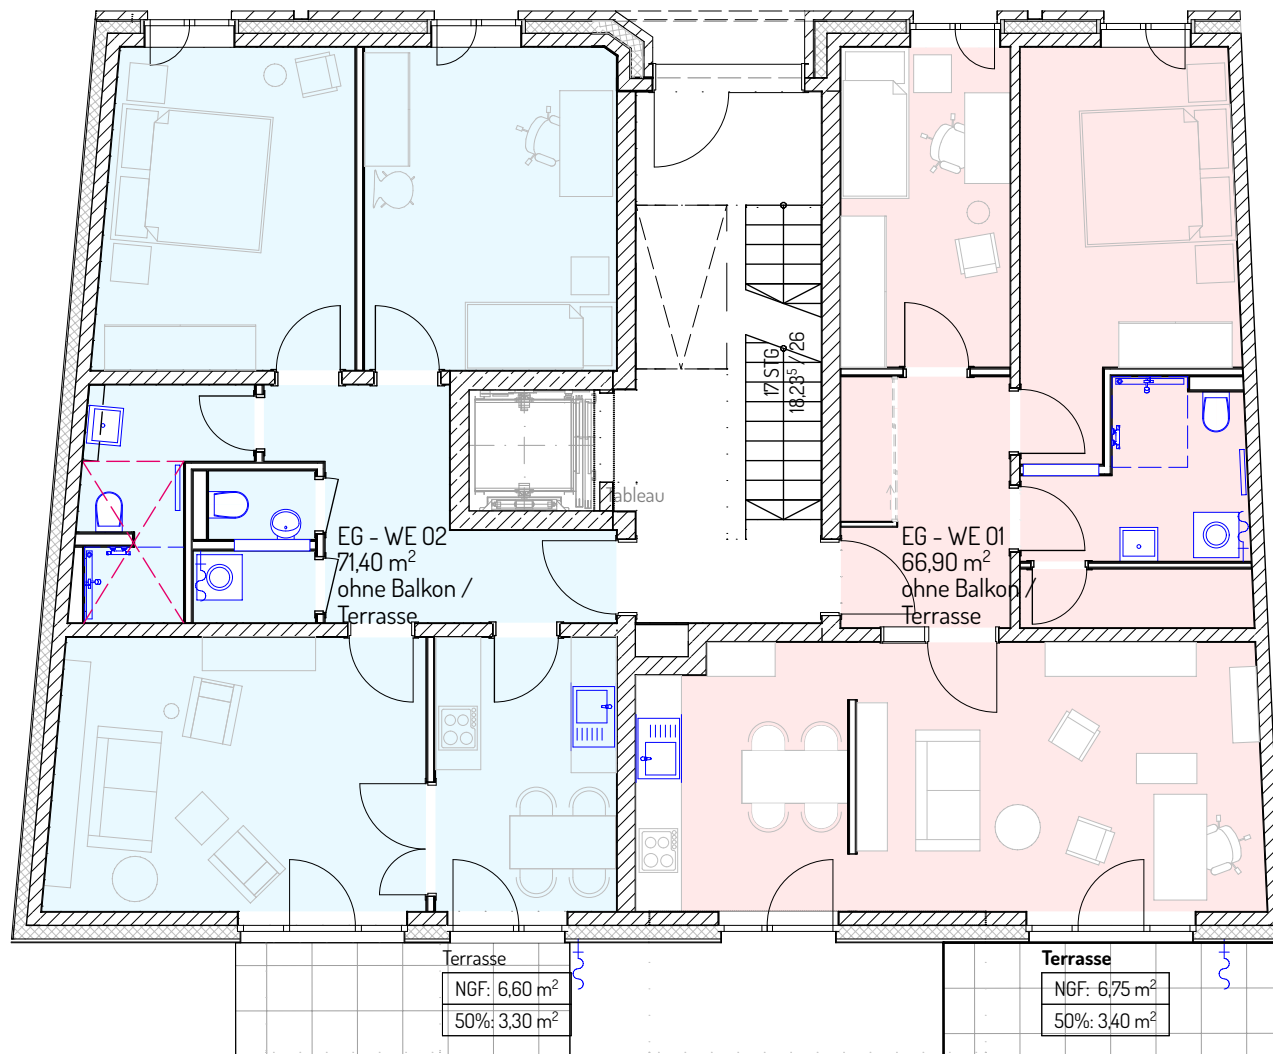 17 STG
18,23⁵ / 26
Tableau
EG - WE 02
71,40 m²
ohne Balkon /
Terrasse
EG - WE 01
66,90 m²
ohne Balkon /
Terrasse
Terrasse
NGF: 6,60 m²
50%: 3,30 m²
Terrasse
NGF: 6,75 m²
50%: 3,40 m²